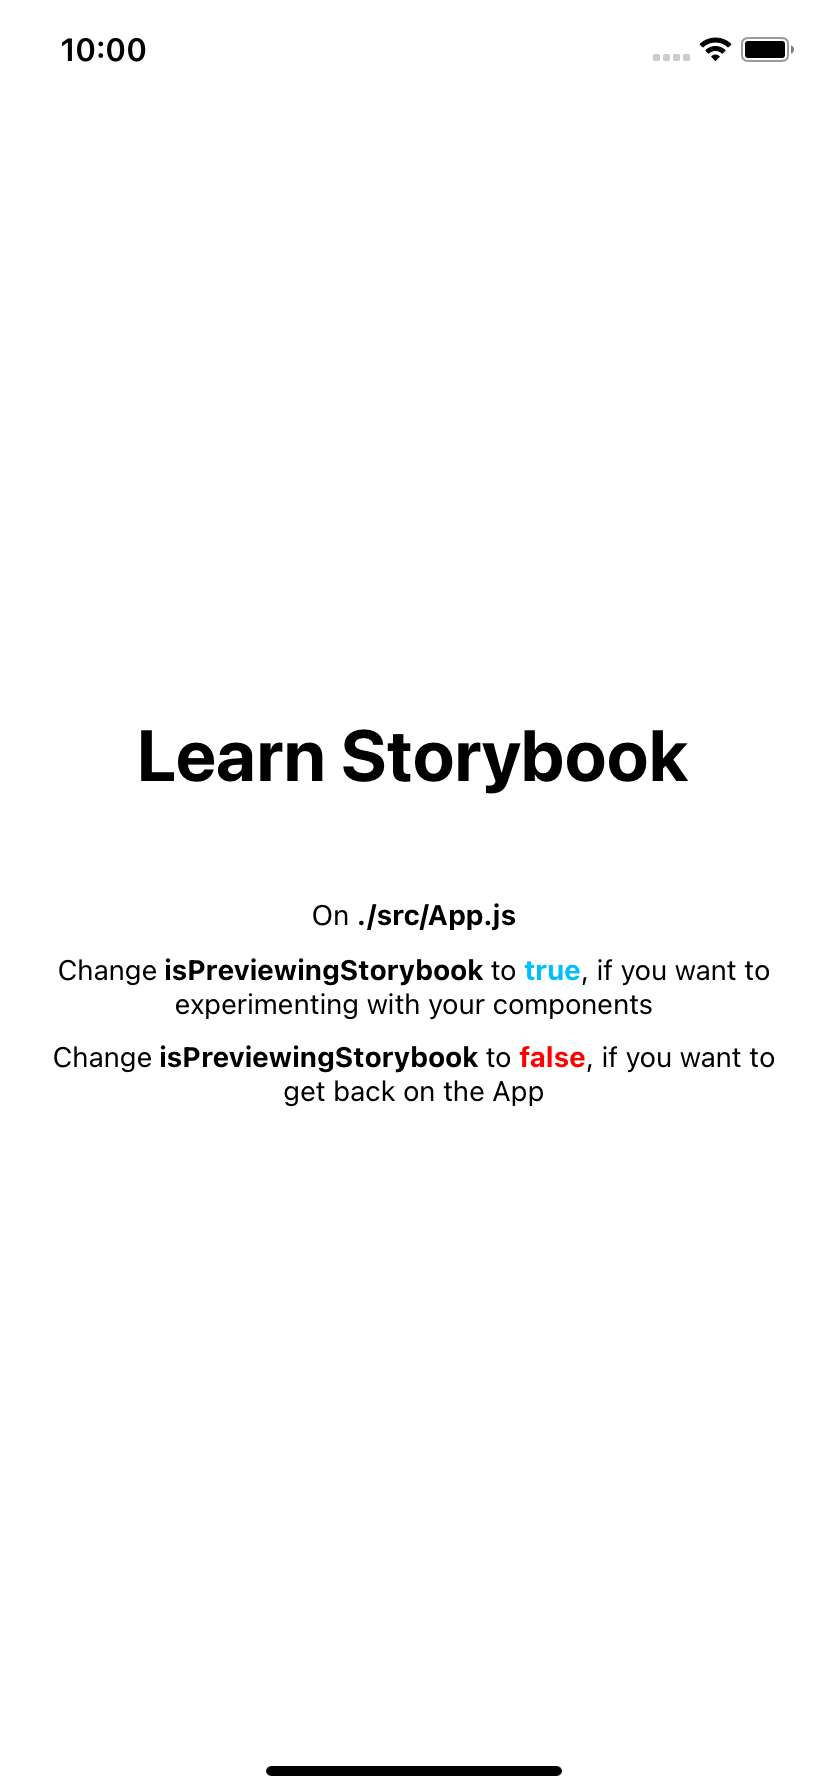 10:00
Learn Storybook
On ./src/App.js
Change isPreviewingStorybook to true, if you want to
experimenting with your components
Change isPreviewingStorybook to false, if you want to
get back on the App